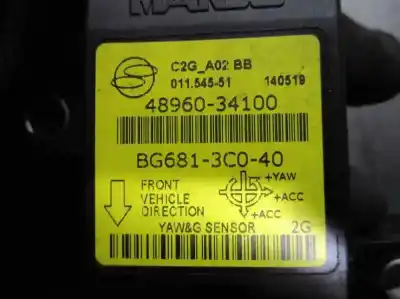 MANDO
C2G_A02 BB
011.545-51 140519
48960-34100
BG681-3C0-40
FRONT
VEHICLE
DIRECTION
+YAW
+ACC
+ACC
YAW&G SENSOR 2G